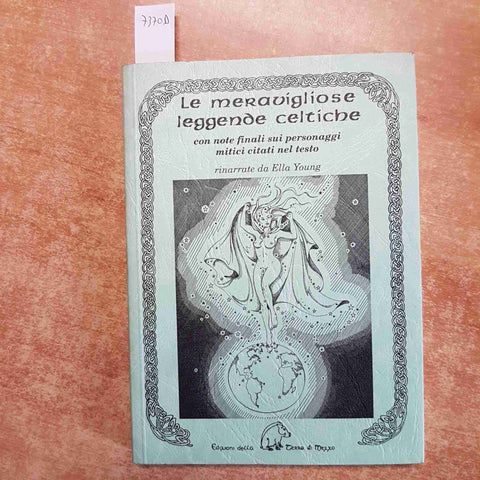 7370D
Le meravigliose
leggende celtiche
con note finali sui personaggi
mitici citati nel testo
rinarrate da Ella Young
Edizioni della Terra di Mezzo